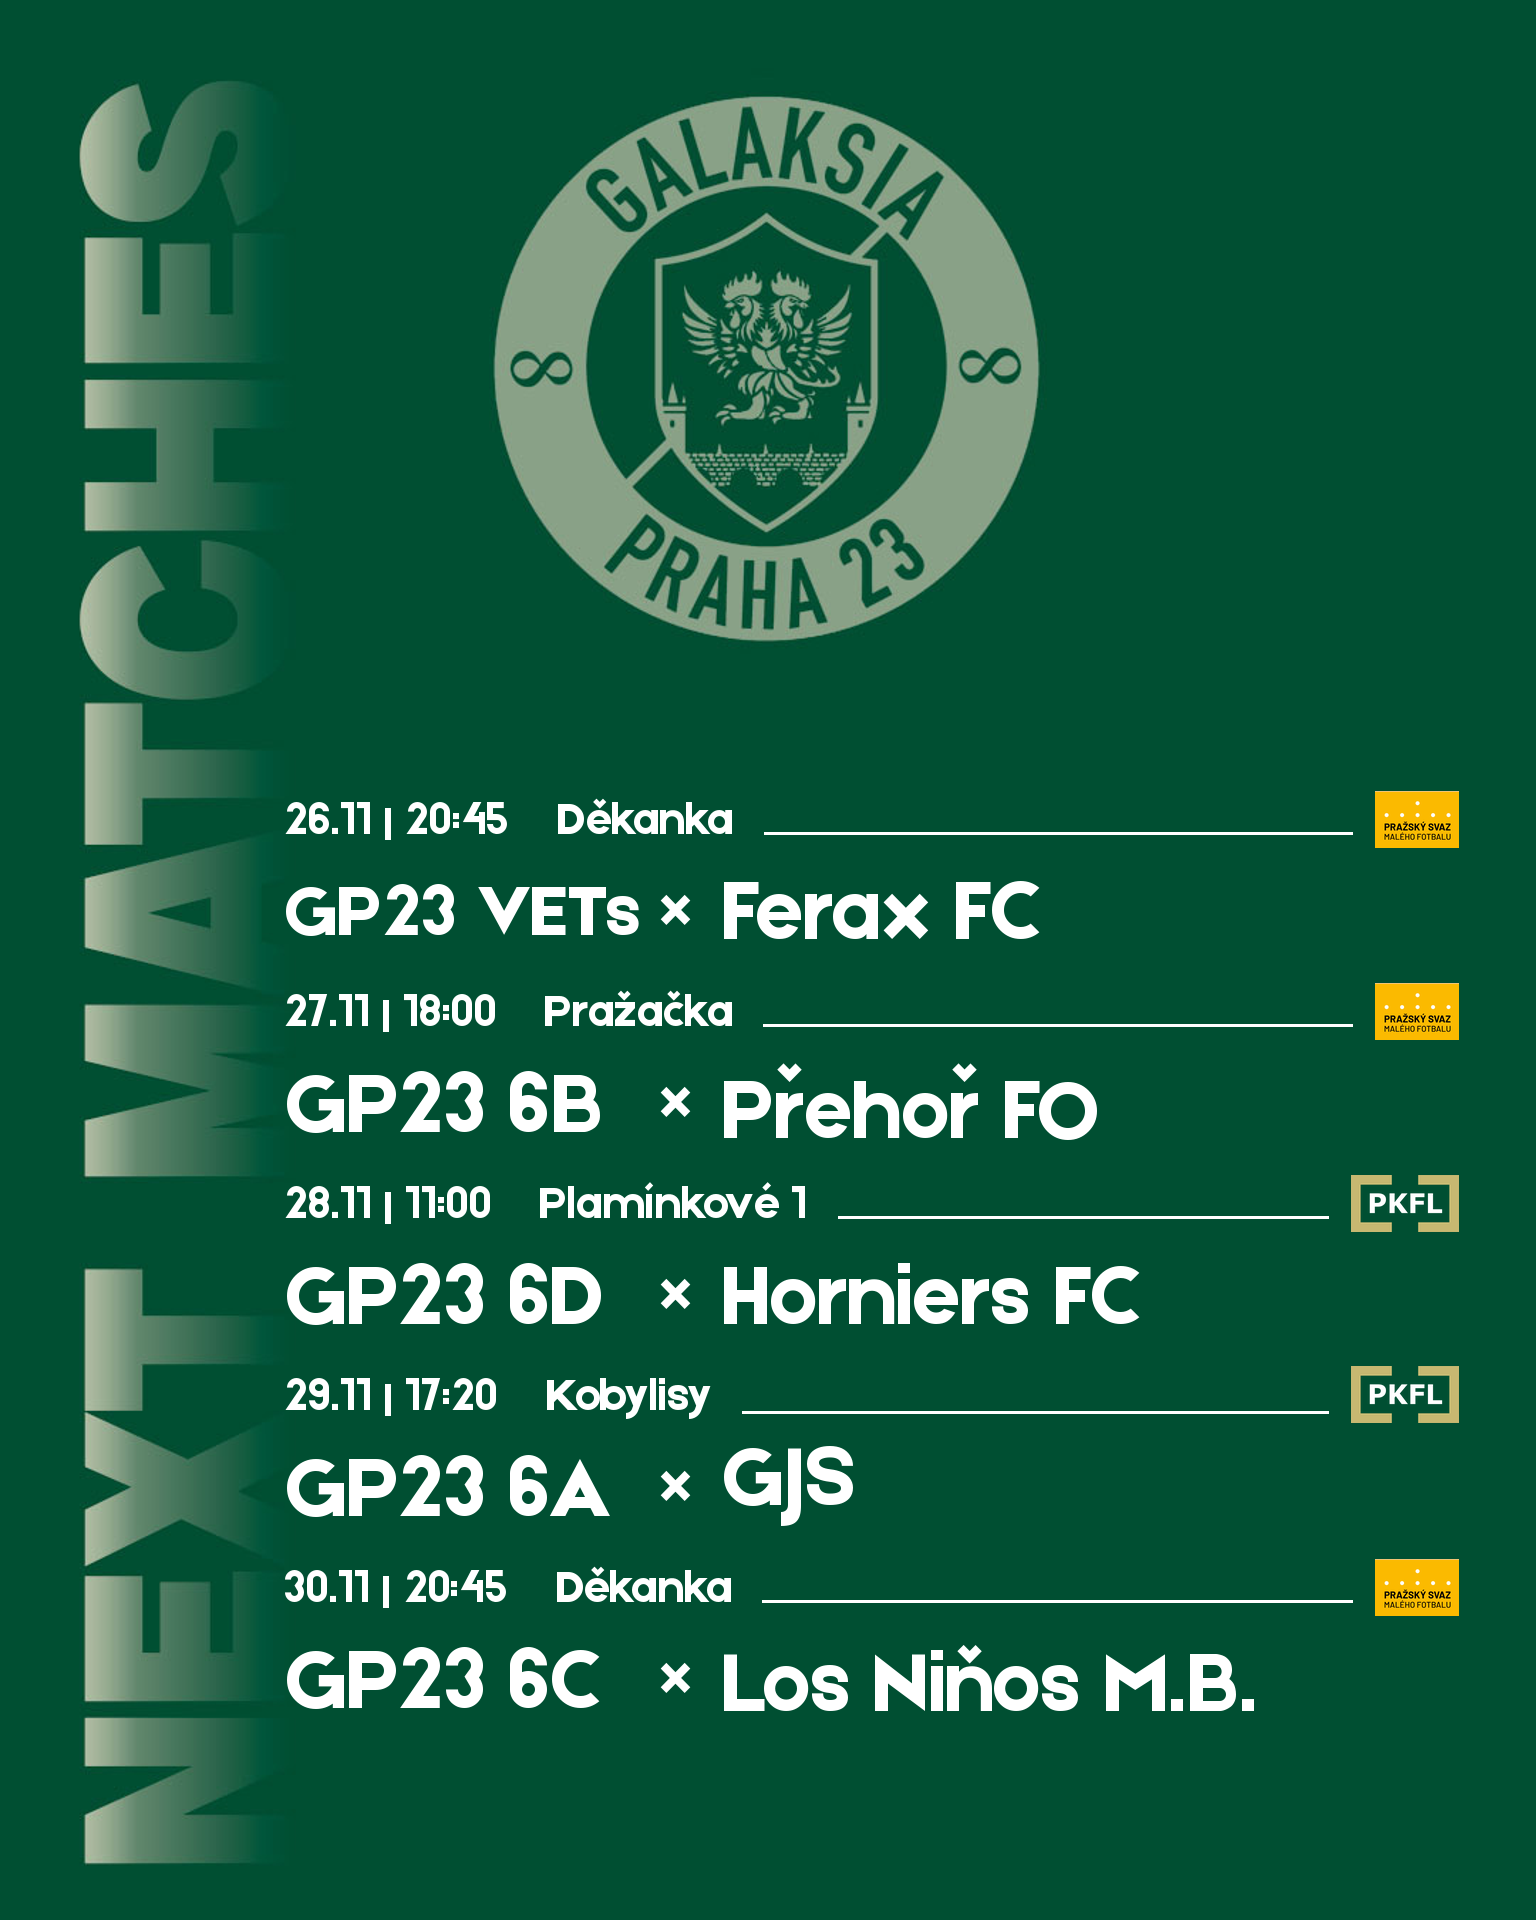 NEXT MATCHES
GALAKSIA
8 8
PRAHA 23
26.11 | 20:45 Děkanka
PRAŽSKÝ SVAZ
MALÉHO FOTBALU
GP23 VETs × Ferax FC
27.11 | 18:00 Pražačka
PRAŽSKÝ SVAZ
MALÉHO FOTBALU
GP23 6B × Přehoř FO
28.11 | 11:00 Plamínkové 1
PKFL
GP23 6D × Horniers FC
29.11 | 17:20 Kobylisy
PKFL
GP23 6A × GJS
30.11 | 20:45 Děkanka
PRAŽSKÝ SVAZ
MALÉHO FOTBALU
GP23 6C × Los Niňos M.B.